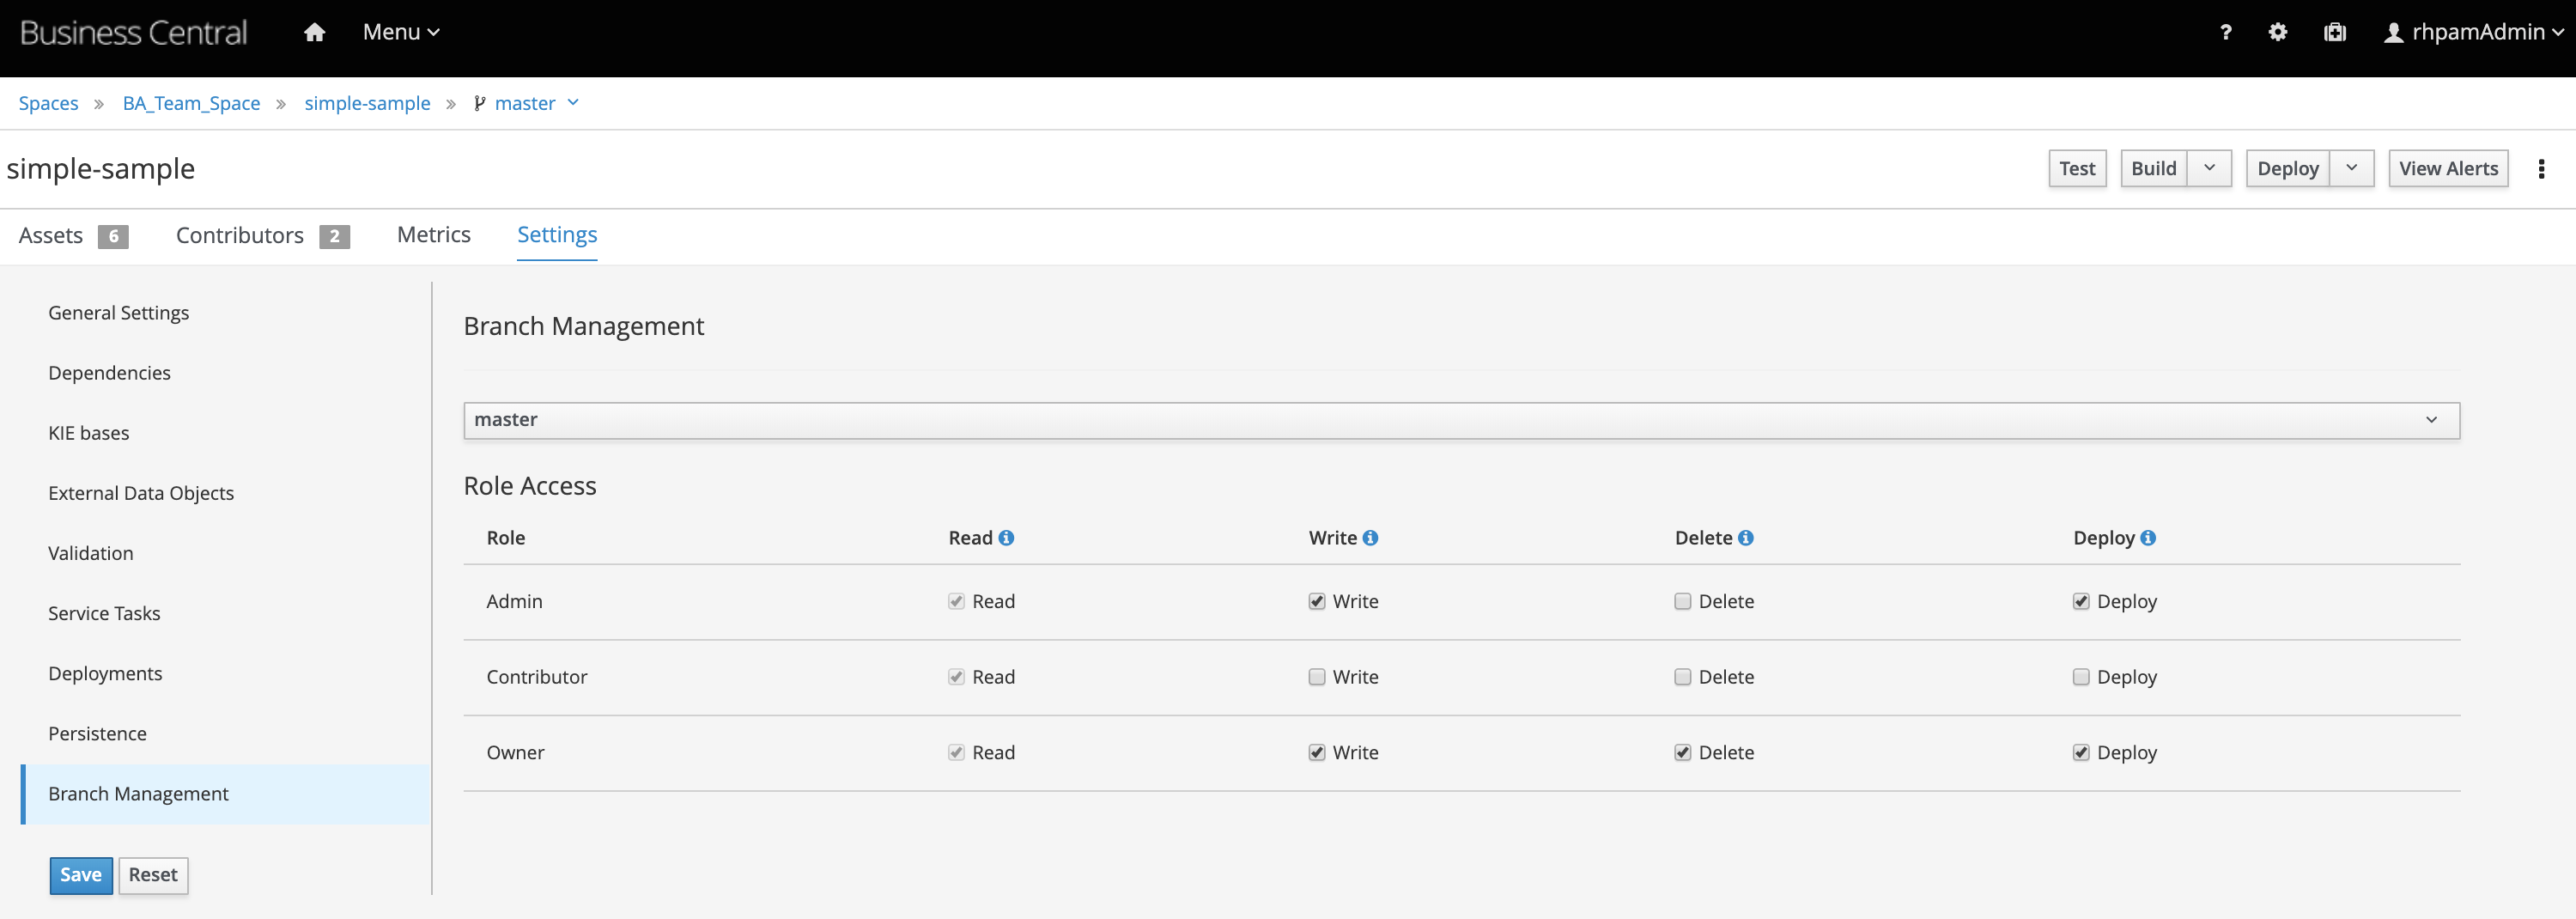 Business Central Menu ? rhpamAdmin
Spaces » BA_Team_Space » simple-sample » master
simple-sample Test Build Deploy View Alerts
Assets 6 Contributors 2 Metrics Settings
General Settings
Dependencies
KIE bases
External Data Objects
Validation
Service Tasks
Deployments
Persistence
Branch Management
Save Reset
Branch Management
master
Role Access
Role Read Write Delete Deploy
Admin Read Write Delete Deploy
Contributor Read Write Delete Deploy
Owner Read Write Delete Deploy